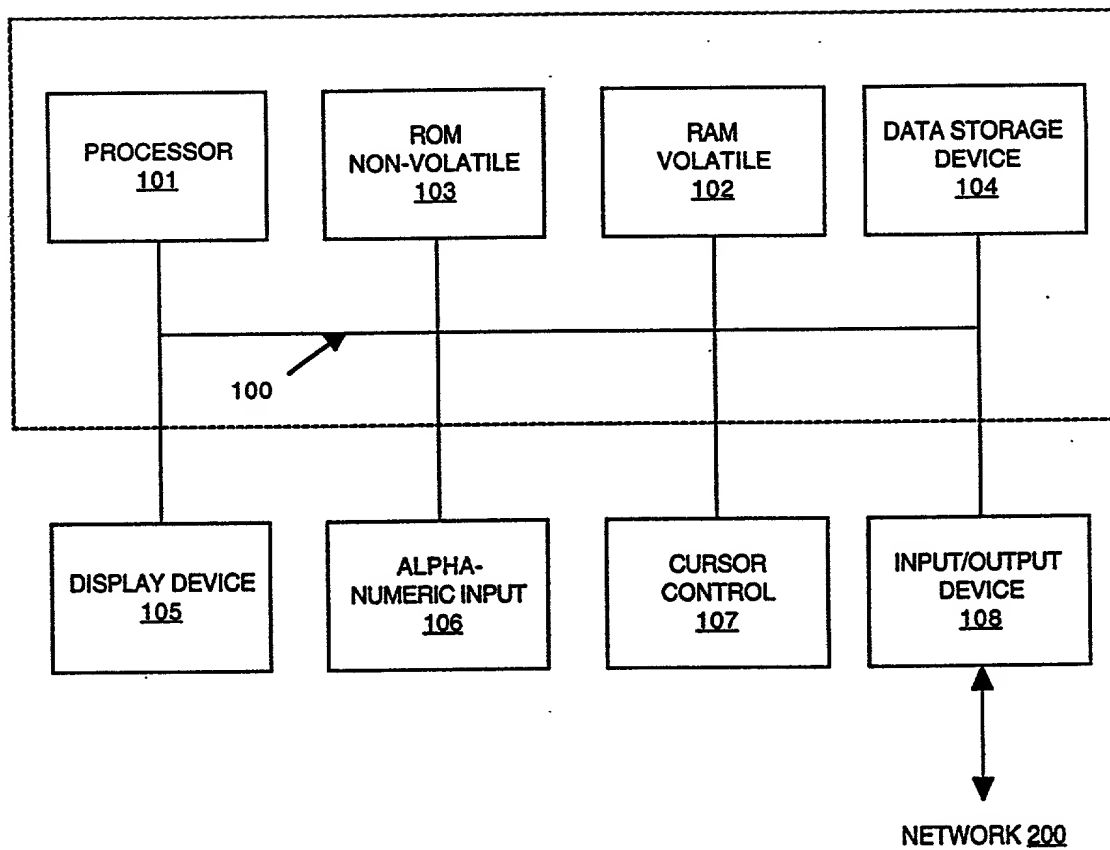 PROCESSOR
101
ROM
NON-VOLATILE
103
RAM
VOLATILE
102
DATA STORAGE
DEVICE
104
100
DISPLAY DEVICE
105
ALPHA-
NUMERIC INPUT
106
CURSOR
CONTROL
107
INPUT/OUTPUT
DEVICE
108
NETWORK 200